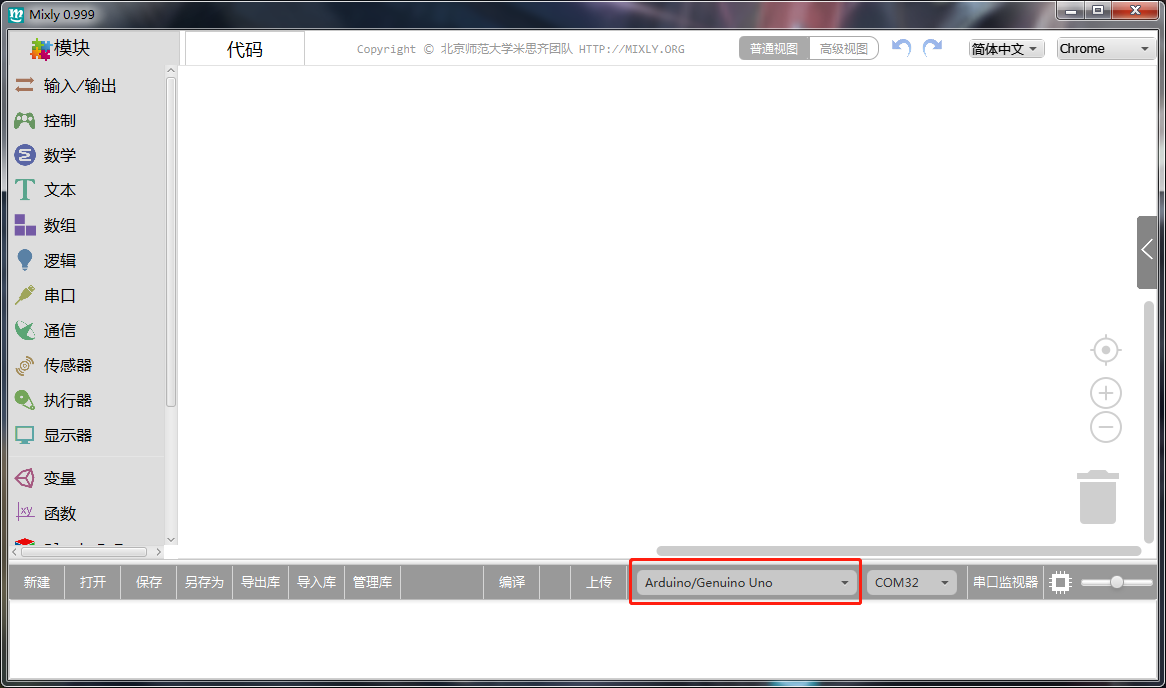 Mixly 0.999
模块
代码
Copyright © 北京师范大学米思齐团队 HTTP://MIXLY.ORG
普通视图 高级视图
简体中文
Chrome
输入/输出
控制
数学
文本
数组
逻辑
串口
通信
传感器
执行器
显示器
变量
xy 函数
新建 打开 保存 另存为 导出库 导入库 管理库 编译 上传 Arduino/Genuino Uno COM32 串口监视器